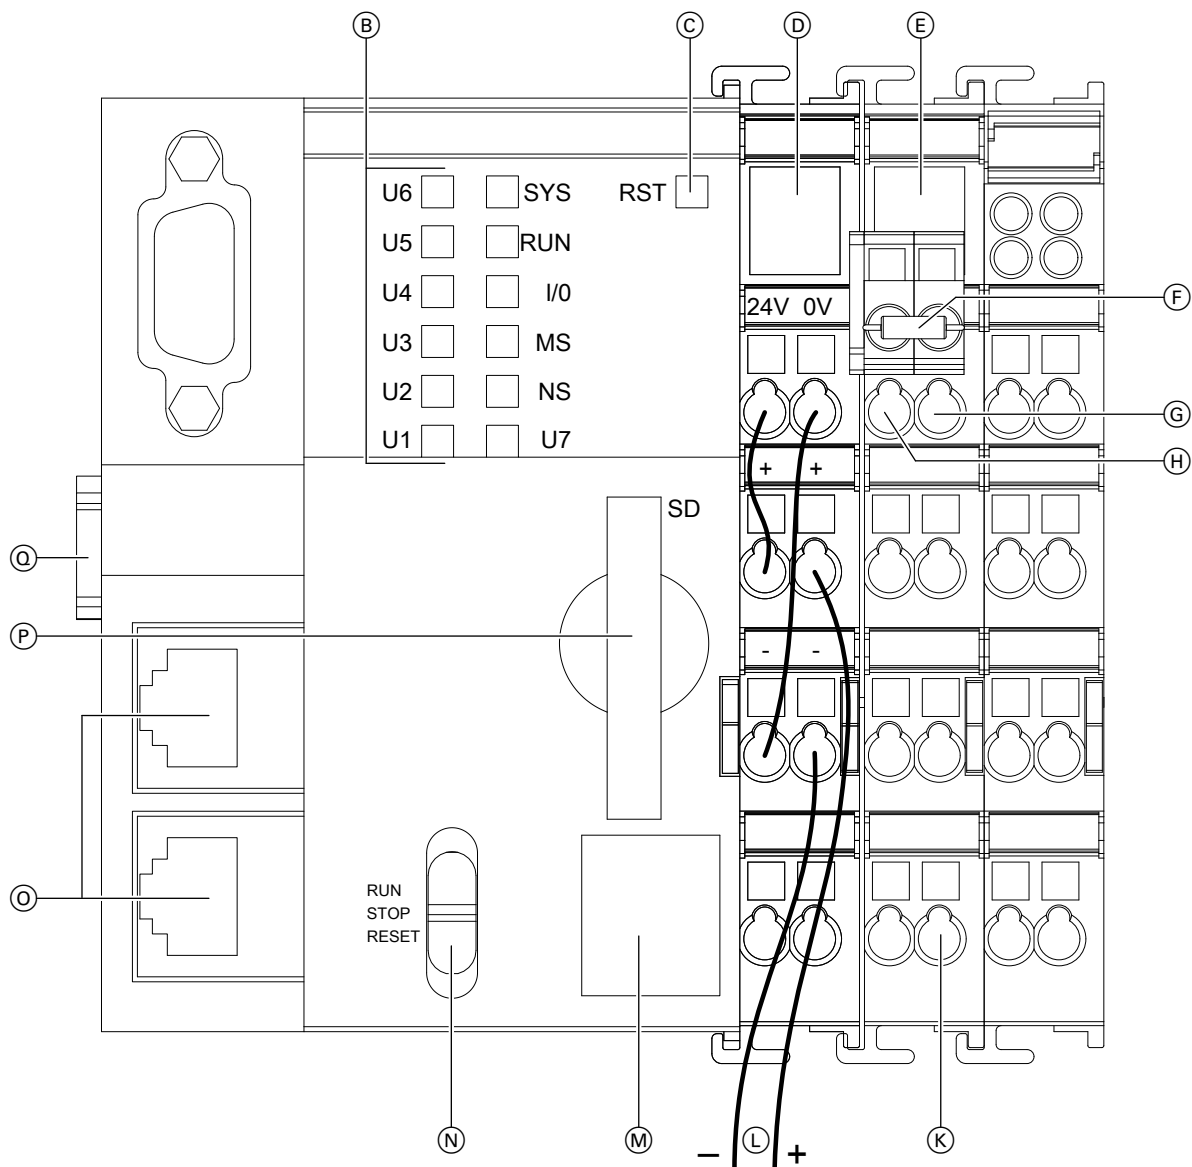 B C D E
U6 SYS RST
U5 RUN
U4 I/0
24V 0V F
U3 MS
U2 NS
G
U1 U7
H
+ +
SD
Q
P
- -
RUN
O STOP
RESET
N M − L + K